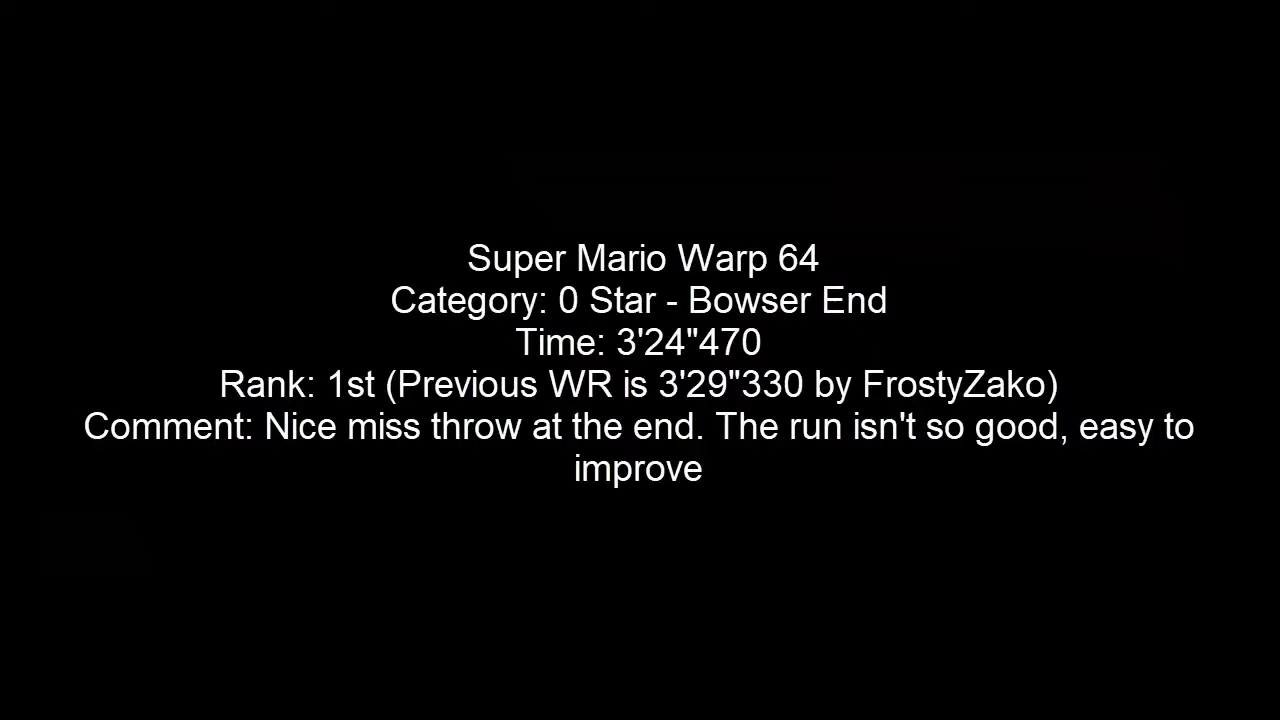 Super Mario Warp 64
Category: 0 Star - Bowser End
Time: 3'24"470
Rank: 1st (Previous WR is 3'29"330 by FrostyZako)
Comment: Nice miss throw at the end. The run isn't so good, easy to
improve